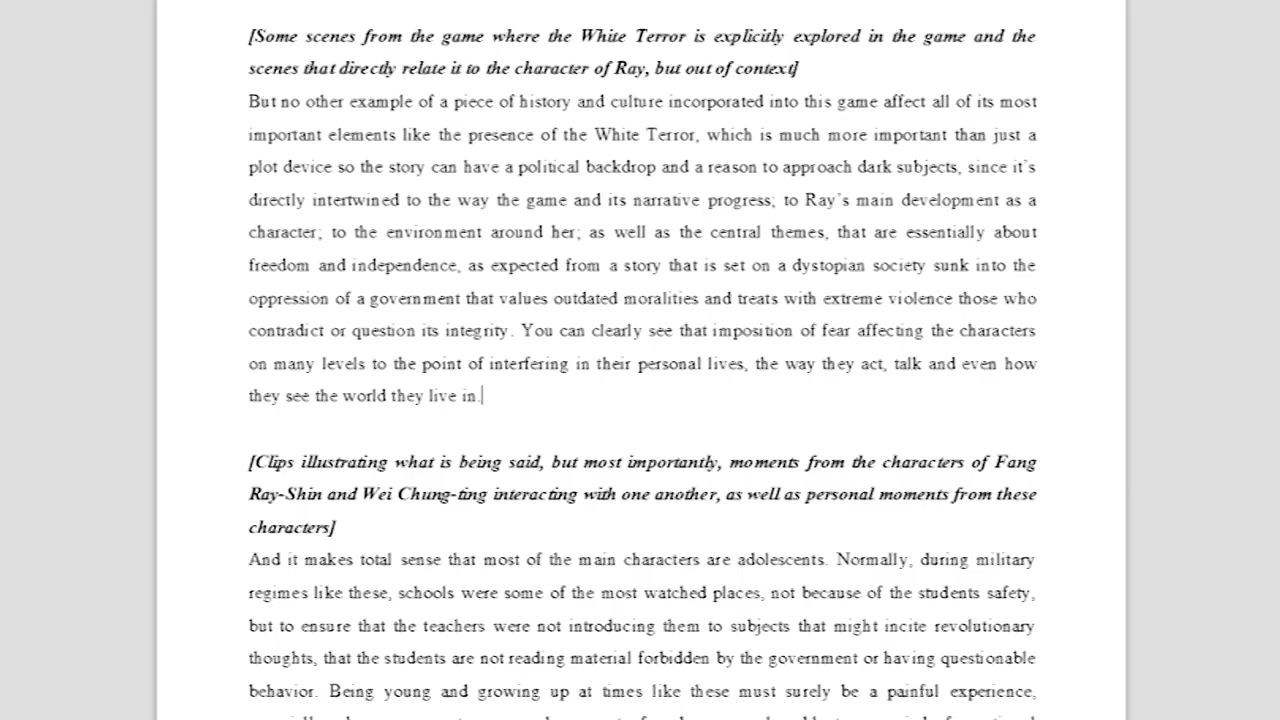 [Some scenes from the game where the White Terror is explicitly explored in the game and the
scenes that directly relate it to the character of Ray, but out of context]
But no other example of a piece of history and culture incorporated into this game affect all of its most
important elements like the presence of the White Terror, which is much more important than just a
plot device so the story can have a political backdrop and a reason to approach dark subjects, since it's
directly intertwined to the way the game and its narrative progress; to Ray's main development as a
character; to the environment around her; as well as the central themes, that are essentially about
freedom and independence, as expected from a story that is set on a dystopian society sunk into the
oppression of a government that values outdated moralities and treats with extreme violence those who
contradict or question its integrity. You can clearly see that imposition of fear affecting the characters
on many levels to the point of interfering in their personal lives, the way they act, talk and even how
they see the world they live in.
[Clips illustrating what is being said, but most importantly, moments from the characters of Fang
Ray-Shin and Wei Chung-ting interacting with one another, as well as personal moments from these
characters]
And it makes total sense that most of the main characters are adolescents. Normally, during military
regimes like these, schools were some of the most watched places, not because of the students safety,
but to ensure that the teachers were not introducing them to subjects that might incite revolutionary
thoughts, that the students are not reading material forbidden by the government or having questionable
behavior. Being young and growing up at times like these must surely be a painful experience,